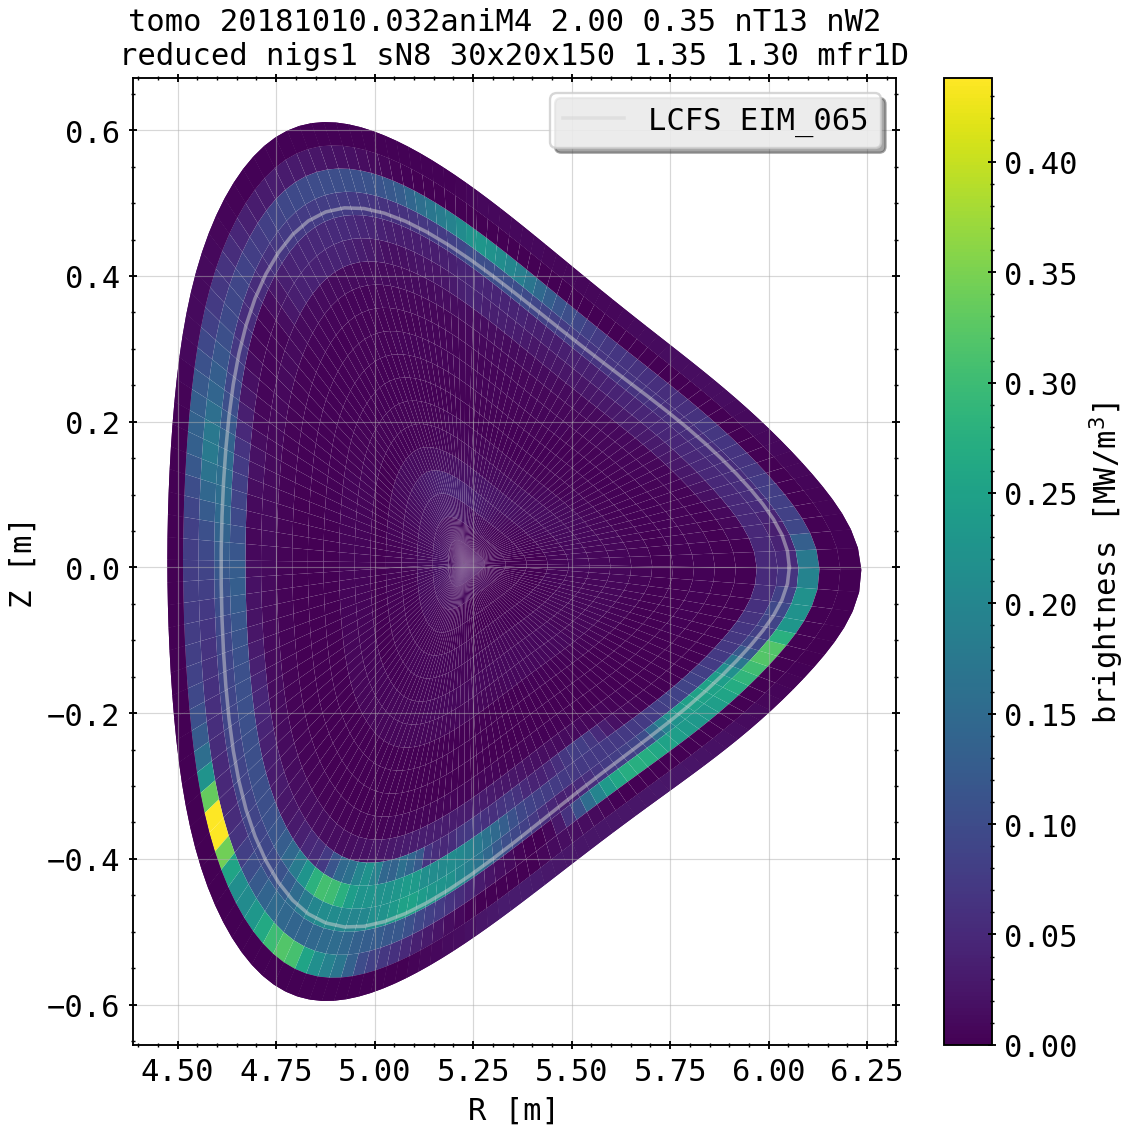 tomo 20181010.032aniM4 2.00 0.35 nT13 nW2
reduced nigs1 sN8 30x20x150 1.35 1.30 mfr1D
LCFS EIM_065
0.6
0.4
0.2
0.0
−0.2
−0.4
−0.6
Z [m]
4.50 4.75 5.00 5.25 5.50 5.75 6.00 6.25
R [m]
0.40
0.35
0.30
0.25
0.20
0.15
0.10
0.05
0.00
brightness [MW/m³]